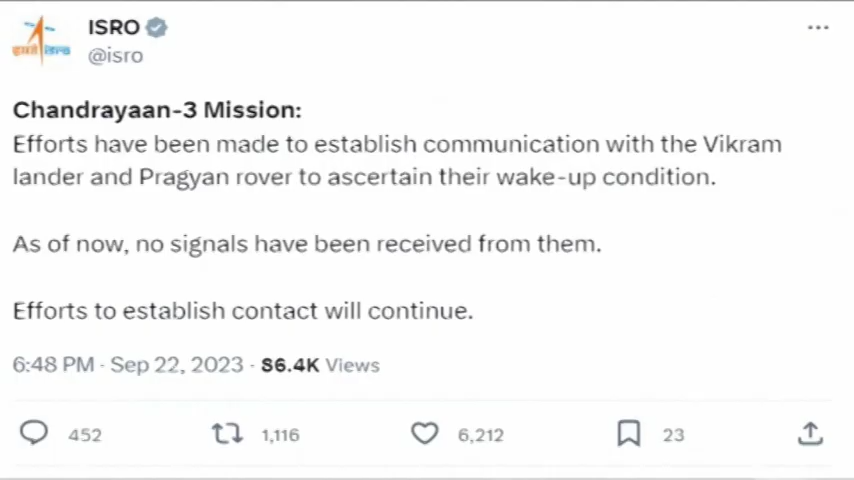 ISRO
इसरो isro
@isro
Chandrayaan-3 Mission:
Efforts have been made to establish communication with the Vikram
lander and Pragyan rover to ascertain their wake-up condition.
As of now, no signals have been received from them.
Efforts to establish contact will continue.
6:48 PM · Sep 22, 2023 · 86.4K Views
452 1,116 6,212 23